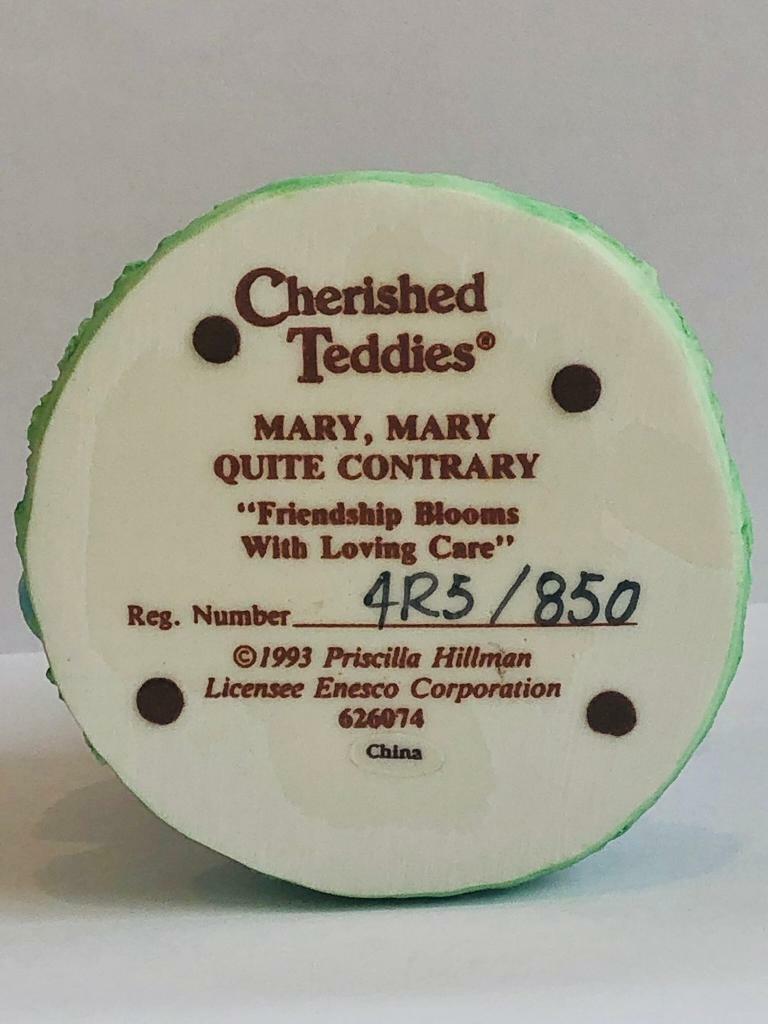 Cherished
Teddies®
MARY, MARY
QUITE CONTRARY
“Friendship Blooms
With Loving Care”
Reg. Number 4R5/850
©1993 Priscilla Hillman
Licensee Enesco Corporation
626074
China